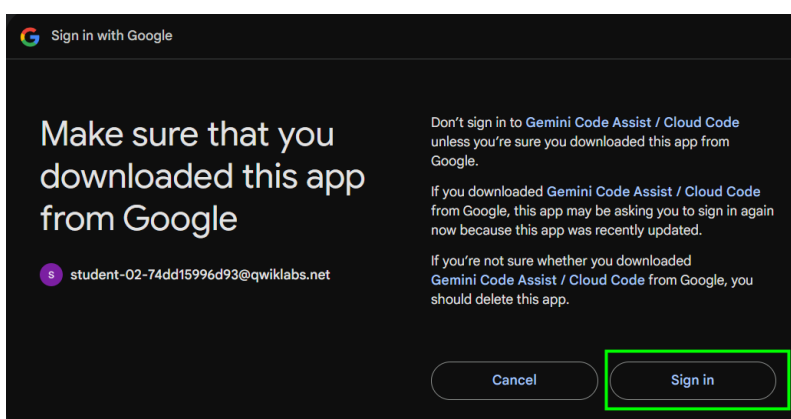 Sign in with Google
Make sure that you
downloaded this app
from Google
s
student-02-74dd15996d93@qwiklabs.net
Don't sign in to Gemini Code Assist / Cloud Code
unless you're sure you downloaded this app from
Google.
If you downloaded Gemini Code Assist / Cloud Code
from Google, this app may be asking you to sign in again
now because this app was recently updated.
If you're not sure whether you downloaded
Gemini Code Assist / Cloud Code from Google, you
should delete this app.
Cancel
Sign in